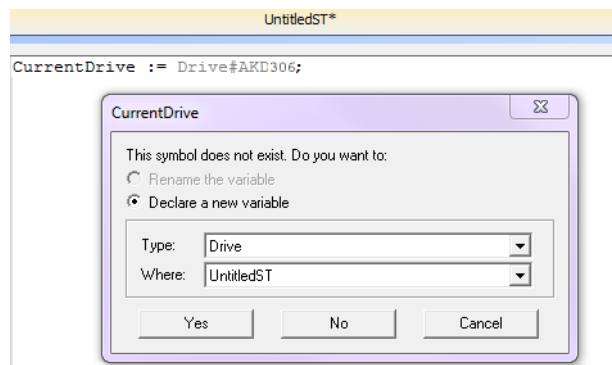 UntitledST*
CurrentDrive := Drive#AKD306;
CurrentDrive
This symbol does not exist. Do you want to:
Rename the variable
Declare a new variable
Type: Drive
Where: UntitledST
Yes No Cancel